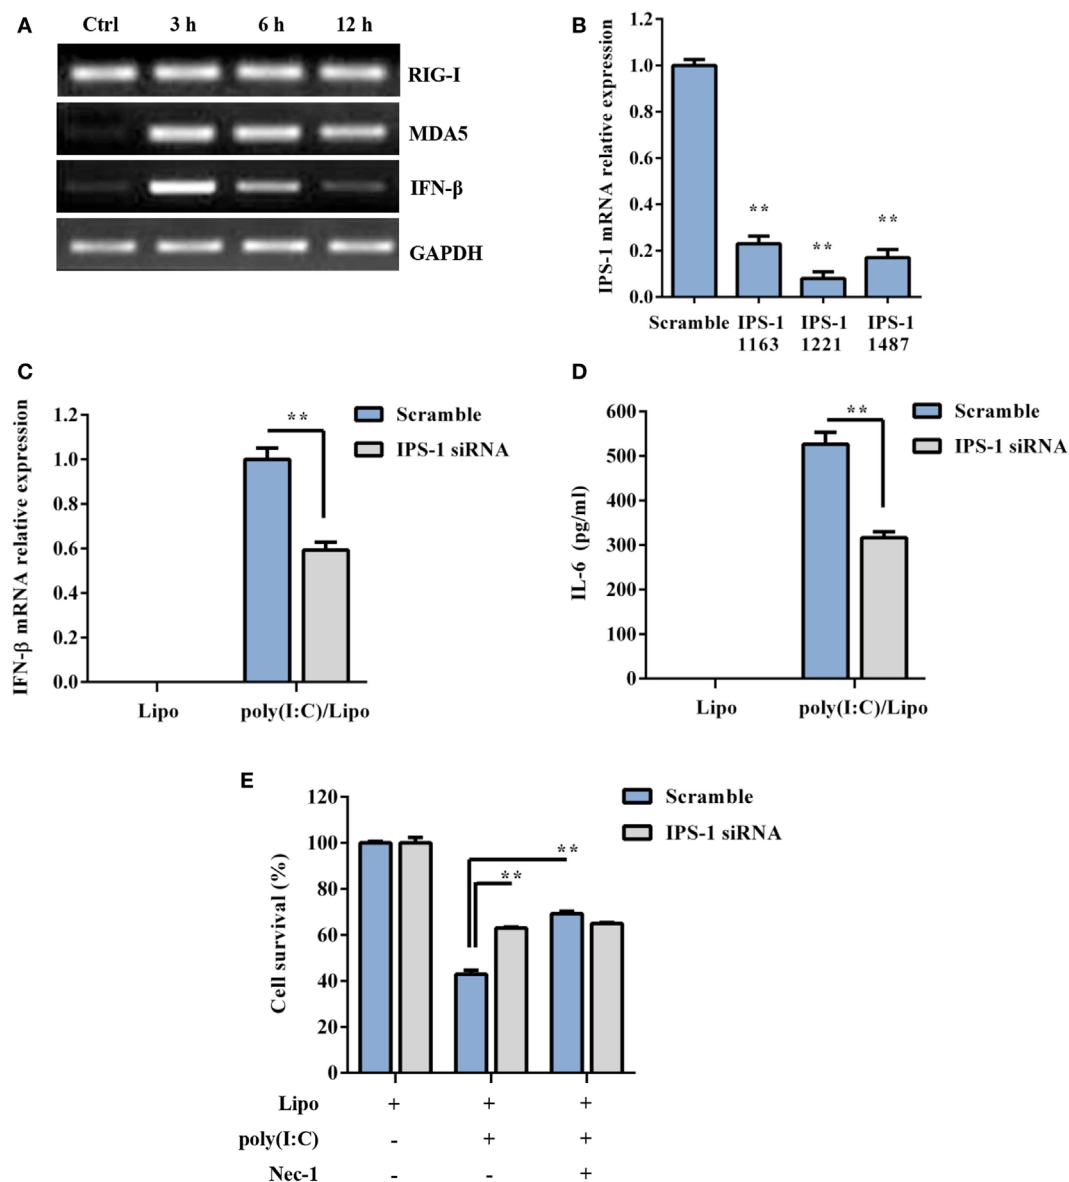 A
Ctrl 3 h 6 h 12 h
RIG-I
MDA5
IFN-β
GAPDH
B
IPS-1 mRNA relative expression
1.2
1.0
0.8
0.6
0.4
0.2
0.0
**
**
**
Scramble IPS-1 IPS-1 IPS-1
1163 1221 1487
C
IFN-β mRNA relative expression
1.2
1.0
0.8
0.6
0.4
0.2
0.0
**
Scramble
IPS-1 siRNA
Lipo poly(I:C)/Lipo
D
IL-6 (pg/ml)
600
500
400
300
200
100
0
**
Scramble
IPS-1 siRNA
Lipo poly(I:C)/Lipo
E
Cell survival (%)
120
100
80
60
40
20
0
**
**
Scramble
IPS-1 siRNA
Lipo + + +
poly(I:C) - + +
Nec-1 - - +